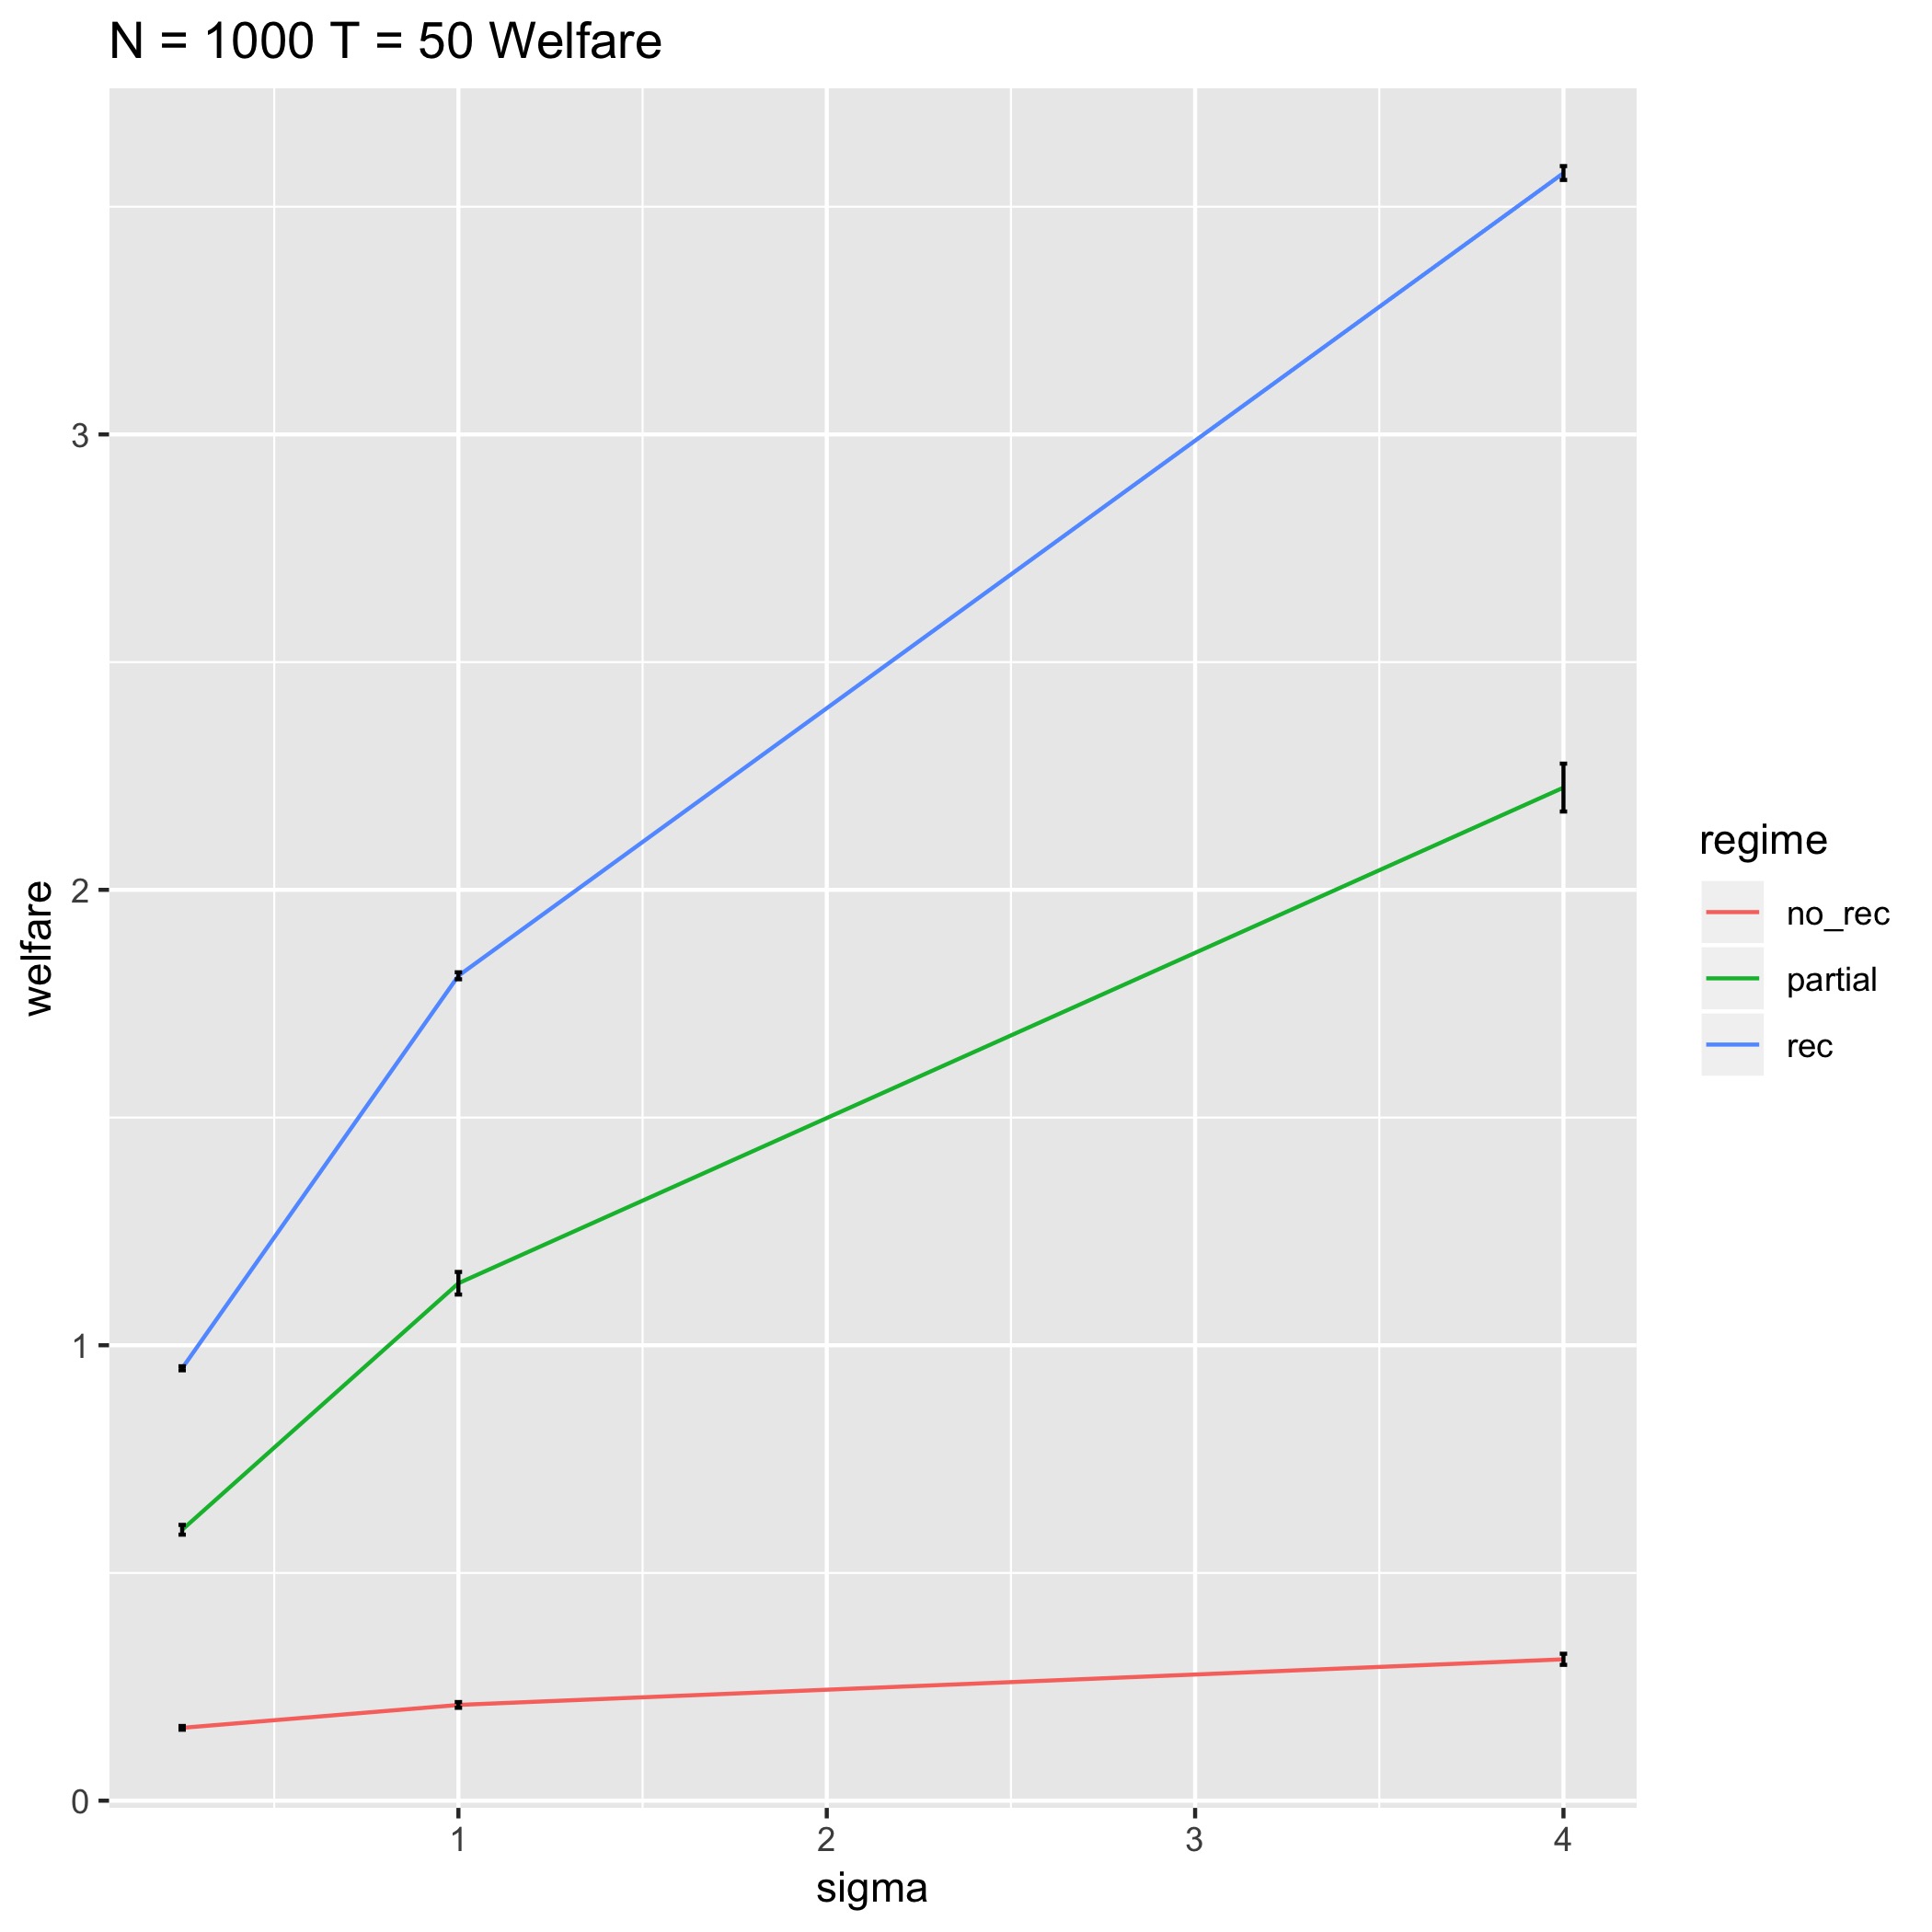 N = 1000 T = 50 Welfare
welfare
3
2
1
0
1 2 3 4
sigma
regime
no_rec
partial
rec